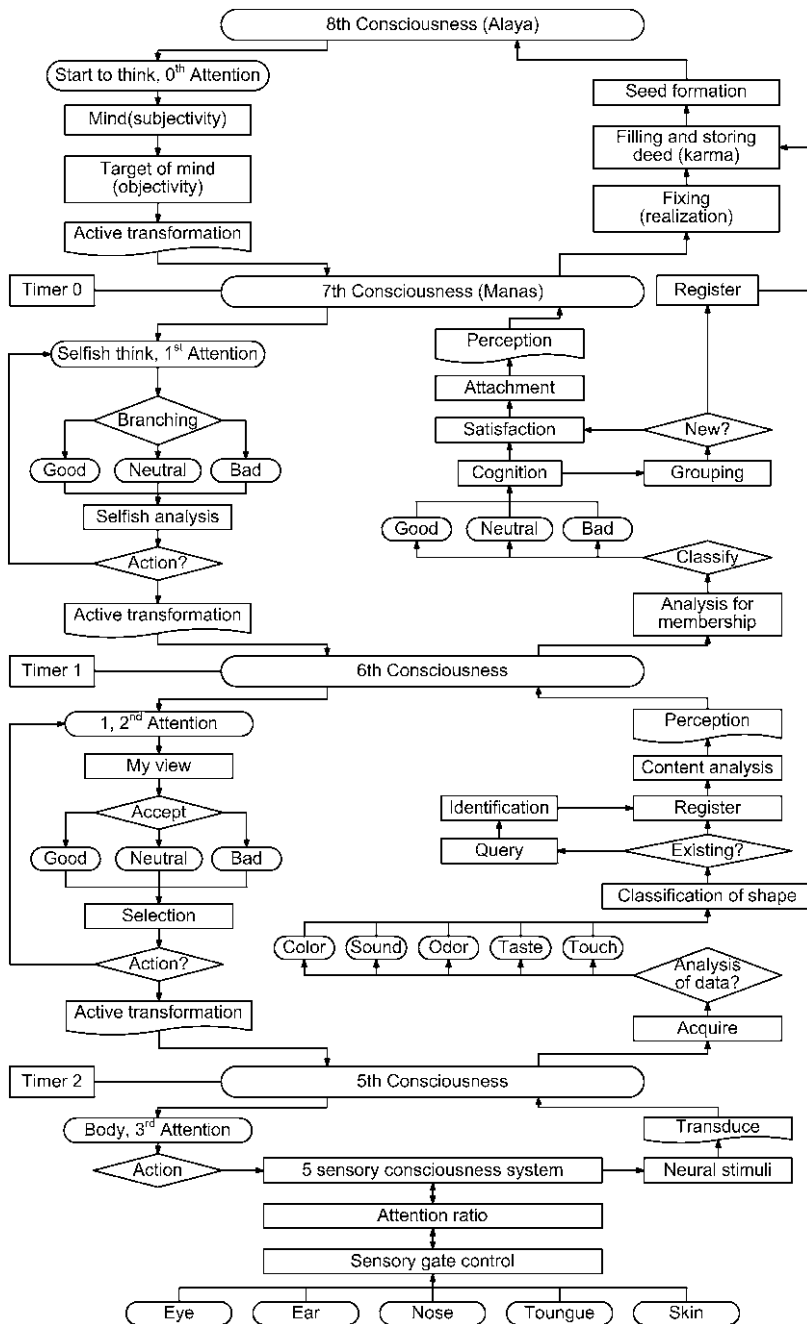 8th Consciousness (Alaya)
Start to think, 0th Attention
Seed formation
Mind(subjectivity)
Filling and storing
deed (karma)
Target of mind
(objectivity)
Fixing
(realization)
Active transformation
Timer 0
7th Consciousness (Manas)
Register
Selfish think, 1st Attention
Perception
Attachment
Branching
Satisfaction
New?
Good
Neutral
Bad
Cognition
Grouping
Selfish analysis
Good
Neutral
Bad
Action?
Classify
Active transformation
Analysis for
membership
Timer 1
6th Consciousness
1, 2nd Attention
Perception
My view
Content analysis
Accept
Identification
Register
Good
Neutral
Bad
Query
Existing?
Classification of shape
Selection
Color
Sound
Odor
Taste
Touch
Action?
Analysis
of data?
Active transformation
Acquire
Timer 2
5th Consciousness
Body, 3rd Attention
Transduce
Action
5 sensory consciousness system
Neural stimuli
Attention ratio
Sensory gate control
Eye
Ear
Nose
Toungue
Skin